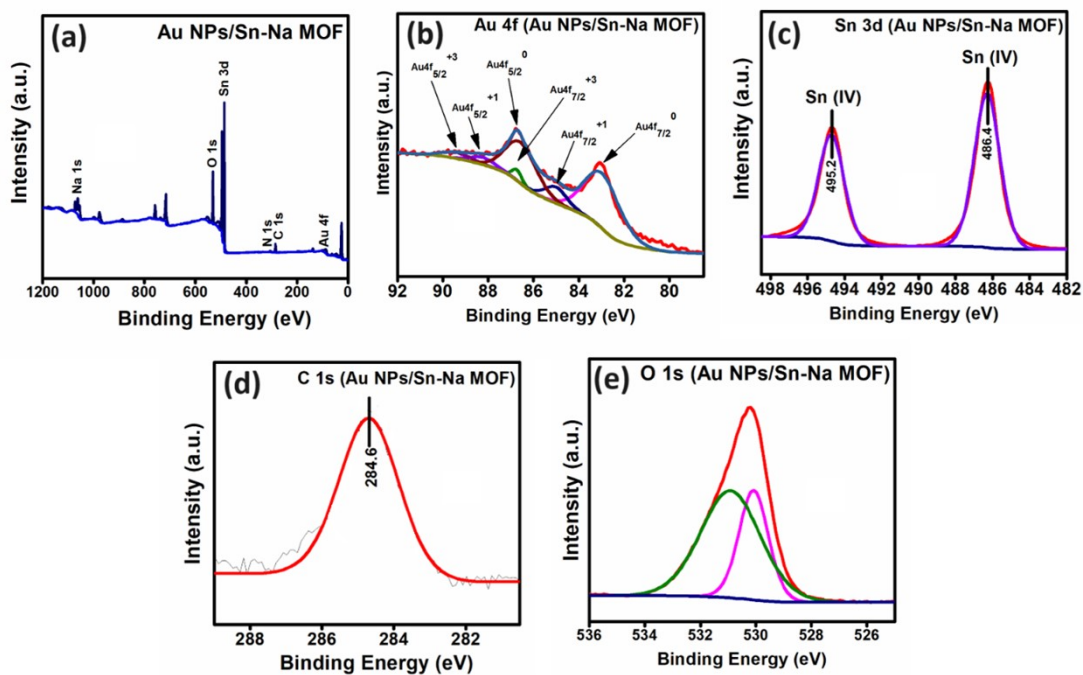 (a) Au NPs/Sn-Na MOF
Intensity (a.u.)
Na 1s
O 1s
Sn 3d
N 1s
C 1s
Au 4f
1200 1000 800 600 400 200 0
Binding Energy (eV)
(b) Au 4f (Au NPs/Sn-Na MOF)
Intensity (a.u.)
Au4f5/2+3
Au4f5/2+1
Au4f5/20
Au4f7/2+3
Au4f7/2+1
Au4f7/20
92 90 88 86 84 82 80
Binding Energy (eV)
(c) Sn 3d (Au NPs/Sn-Na MOF)
Intensity (a.u.)
Sn (IV)
495.2
Sn (IV)
486.4
498 496 494 492 490 488 486 484 482
Binding Energy (eV)
(d) C 1s (Au NPs/Sn-Na MOF)
Intensity (a.u.)
284.6
288 286 284 282
Binding Energy (eV)
(e) O 1s (Au NPs/Sn-Na MOF)
Intensity (a.u.)
536 534 532 530 528 526
Binding Energy (eV)